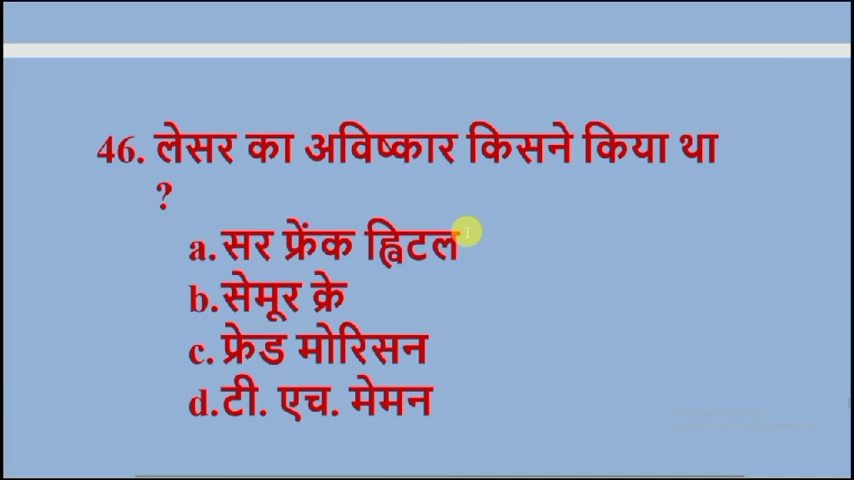 46. लेसर का अविष्कार किसने किया था
?
a. सर फ्रेंक ह्विटल
b. सेमूर क्रे
c. फ्रेड मोरिसन
d. टी. एच. मेमन